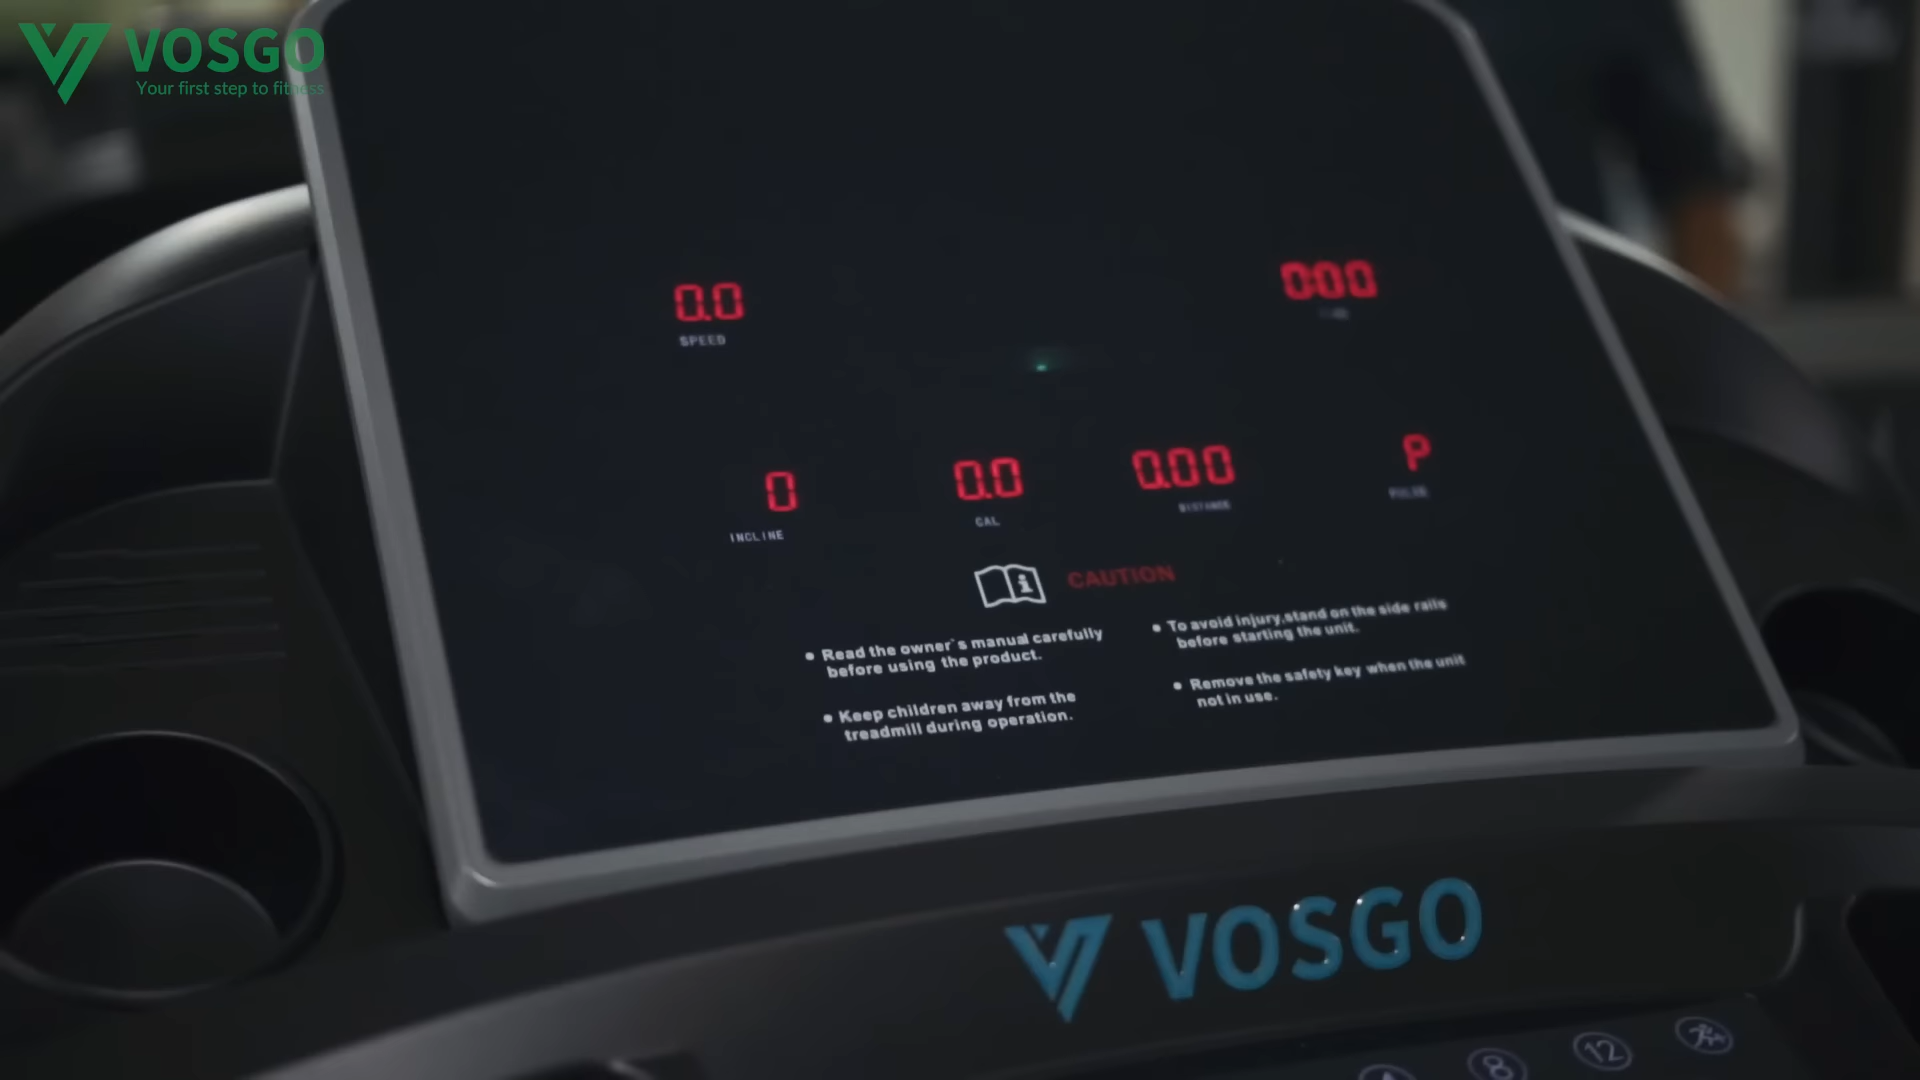 VOSGO
Your first step to fitness
0.0
SPEED
0:00
0
INCLINE
0.0
CAL
0.00
DISTANCE
P
PULSE
CAUTION
• Read the owner`s manual carefully
before using the product.
• Keep children away from the
treadmill during operation.
• To avoid injury,stand on the side rails
before starting the unit.
• Remove the safety key when the unit
not in use.
VOSGO
8
12